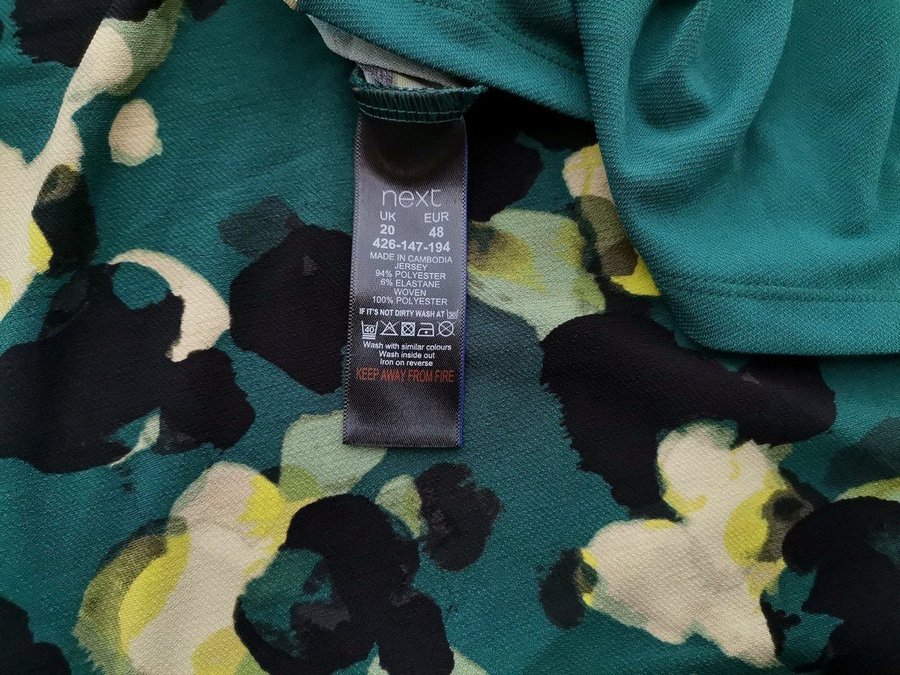 next
UK EUR
20 48
426-147-194
MADE IN CAMBODIA
JERSEY
94% POLYESTER
6% ELASTANE
WOVEN
100% POLYESTER
IF IT'S NOT DIRTY WASH AT 30
40
Wash with similar colours
Wash inside out
Iron on reverse
KEEP AWAY FROM FIRE